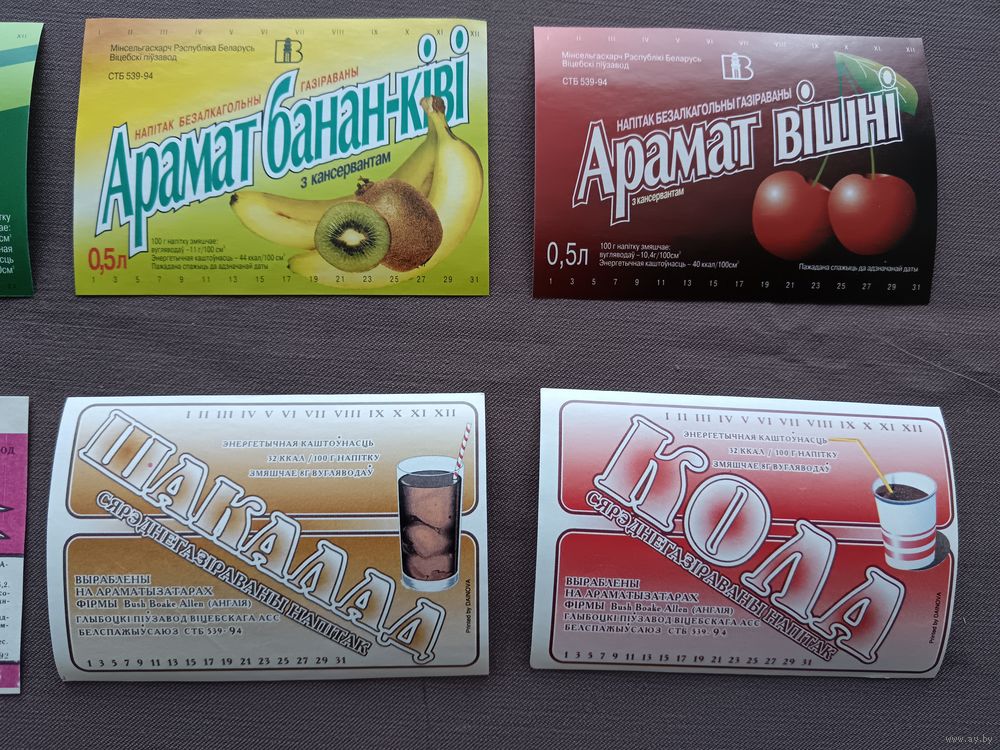 I II III IV V VI VII VIII IX X XI XII
Мінсельгасхарч Рэспубліка Беларусь
Віцебскі піўзавод
СТБ 539-94
НАПІТАК БЕЗАЛКАГОЛЬНЫ ГАЗІРАВАНЫ
Арамат банан-ківі
з кансервантам
0,5л
100 г напітку змяшчае:
вугляводаў – 11 г/100 см³
Энергетычная каштоўнасць – 44 ккал/100 см³
Пажадана спажыць да адзначанай даты
1 3 5 7 9 11 13 15 17 19 21 23 25 27 29 31
Мінсельгасхарч Рэспублікі Беларусь
Віцебскі піўзавод
СТБ 539-94
НАПІТАК БЕЗАЛКАГОЛЬНЫ ГАЗІРАВАНЫ
Арамат вішні
з кансервантам
0,5л
100 г напітку змяшчае:
вугляводаў – 10,4г/100см³
Энергетычная каштоўнасць – 40 ккал/100см³
Пажадана спажыць да адзначанай даты
1 3 5 7 9 11 13 15 17 19 21 23 25 27 29 31
I II III IV V VI VII VIII IX X XI XII
ЭНЕРГЕТЫЧНАЯ КАШТОЎНАСЦЬ
32 ККАЛ / 100 Г НАПІТКУ
ЗМЯШЧАЕ 8Г ВУГЛЯВОДАЎ
ШАКАЛАД
СЯРЭДНЕГАЗІРАВАНЫ НАПІТАК
ВЫРАБЛЕНЫ
НА АРАМАТЫЗАТАРАХ
ФІРМЫ Bush Boake Allen (АНГЛІЯ)
ГЛЫБОЦКІ ПІЎЗАВОД ВІЦЕБСКАГА АСС
БЕЛСПАЖЫЎСАЮЗ СТБ 539-94
Printed by DAINOVA
1 3 5 7 9 11 13 15 17 19 21 23 25 27 29 31
I II III IV V VI VII VIII IX X XI XII
ЭНЕРГЕТЫЧНАЯ КАШТОЎНАСЦЬ
32 ККАЛ / 100 Г НАПІТКУ
ЗМЯШЧАЕ 8Г ВУГЛЯВОДАЎ
КОЛА
СЯРЭДНЕГАЗІРАВАНЫ НАПІТАК
ВЫРАБЛЕНЫ
НА АРАМАТЫЗАТАРАХ
ФІРМЫ Bush Boake Allen (АНГЛІЯ)
ГЛЫБОЦКІ ПІЎЗАВОД ВІЦЕБСКАГА АСС
БЕЛСПАЖЫЎСАЮЗ СТБ 539-94
Printed by DAINOVA
1 3 5 7 9 11 13 15 17 19 21 23 25 27 29 31
www.ay.by